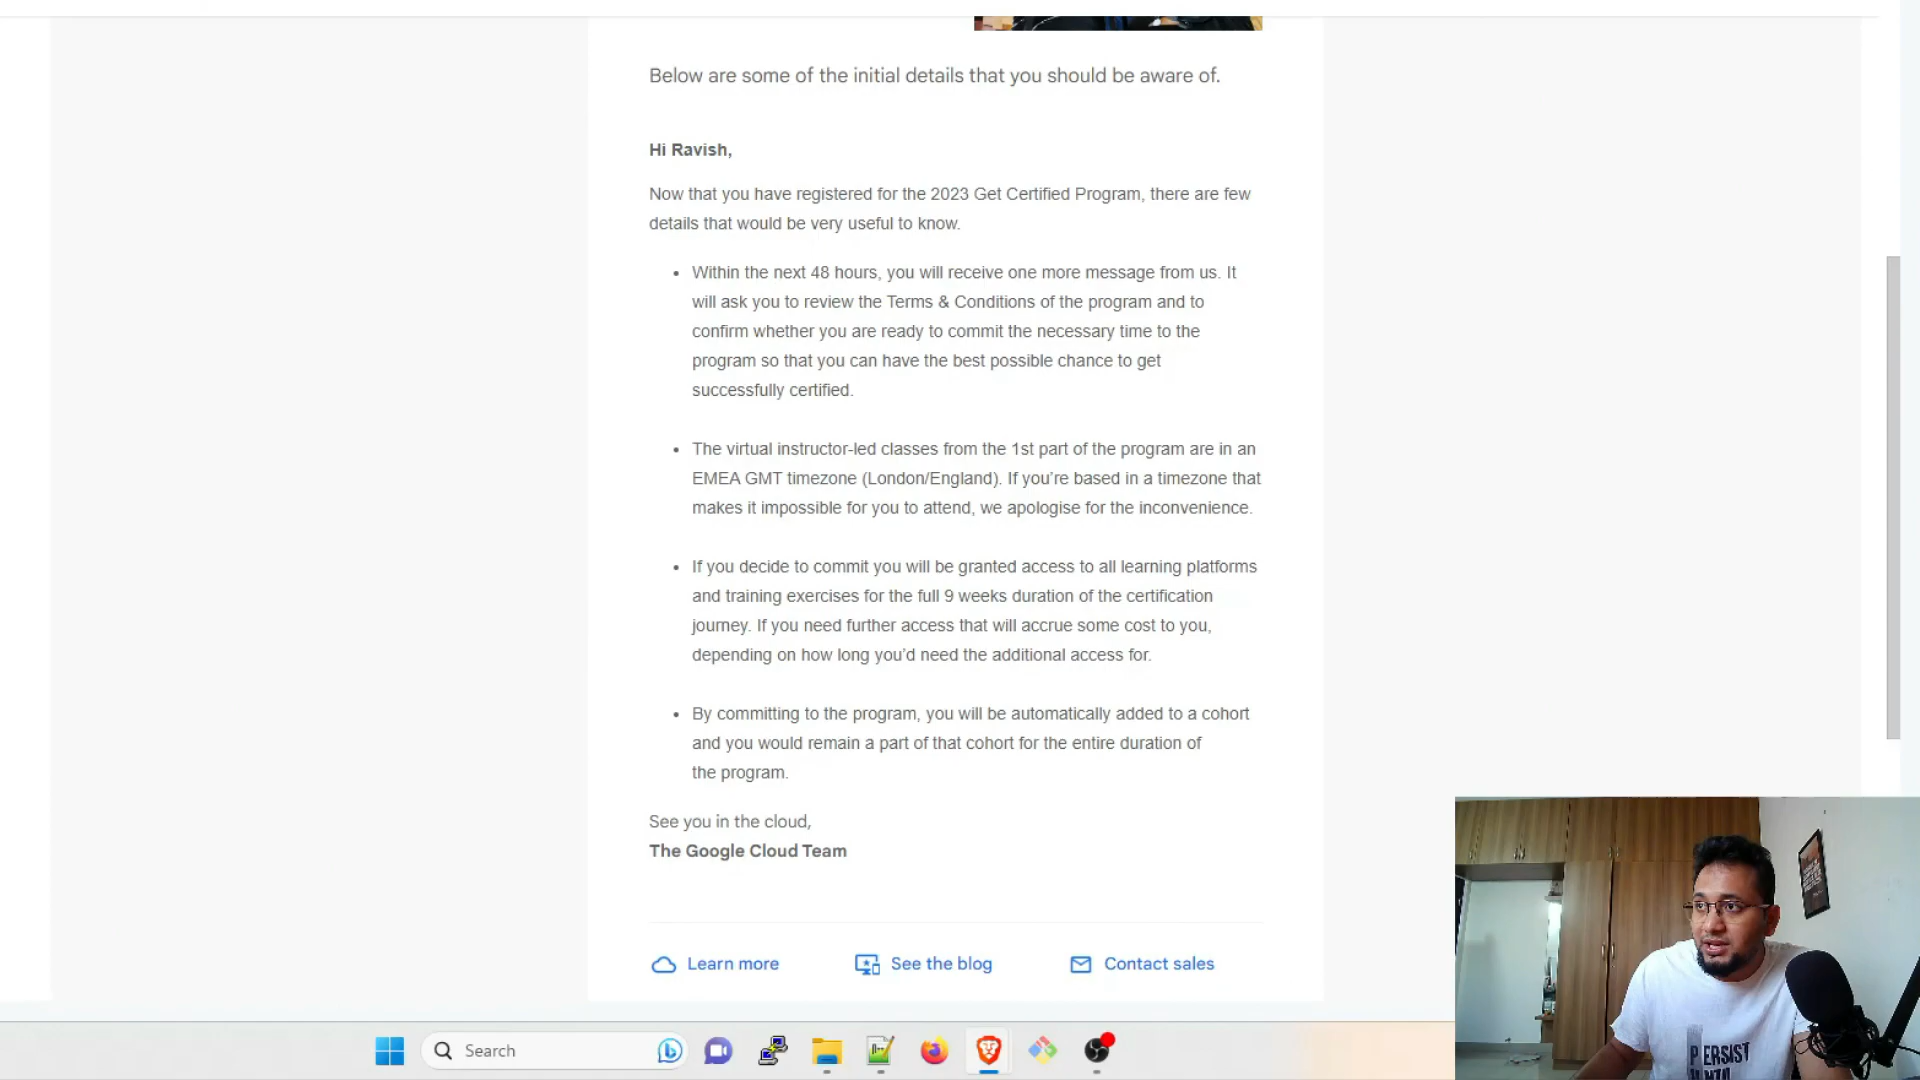 Below are some of the initial details that you should be aware of.
Hi Ravish,
Now that you have registered for the 2023 Get Certified Program, there are few
details that would be very useful to know.
• Within the next 48 hours, you will receive one more message from us. It
will ask you to review the Terms & Conditions of the program and to
confirm whether you are ready to commit the necessary time to the
program so that you can have the best possible chance to get
successfully certified.
• The virtual instructor-led classes from the 1st part of the program are in an
EMEA GMT timezone (London/England). If you’re based in a timezone that
makes it impossible for you to attend, we apologise for the inconvenience.
• If you decide to commit you will be granted access to all learning platforms
and training exercises for the full 9 weeks duration of the certification
journey. If you need further access that will accrue some cost to you,
depending on how long you’d need the additional access for.
• By committing to the program, you will be automatically added to a cohort
and you would remain a part of that cohort for the entire duration of
the program.
See you in the cloud,
The Google Cloud Team
Learn more
See the blog
Contact sales
Search